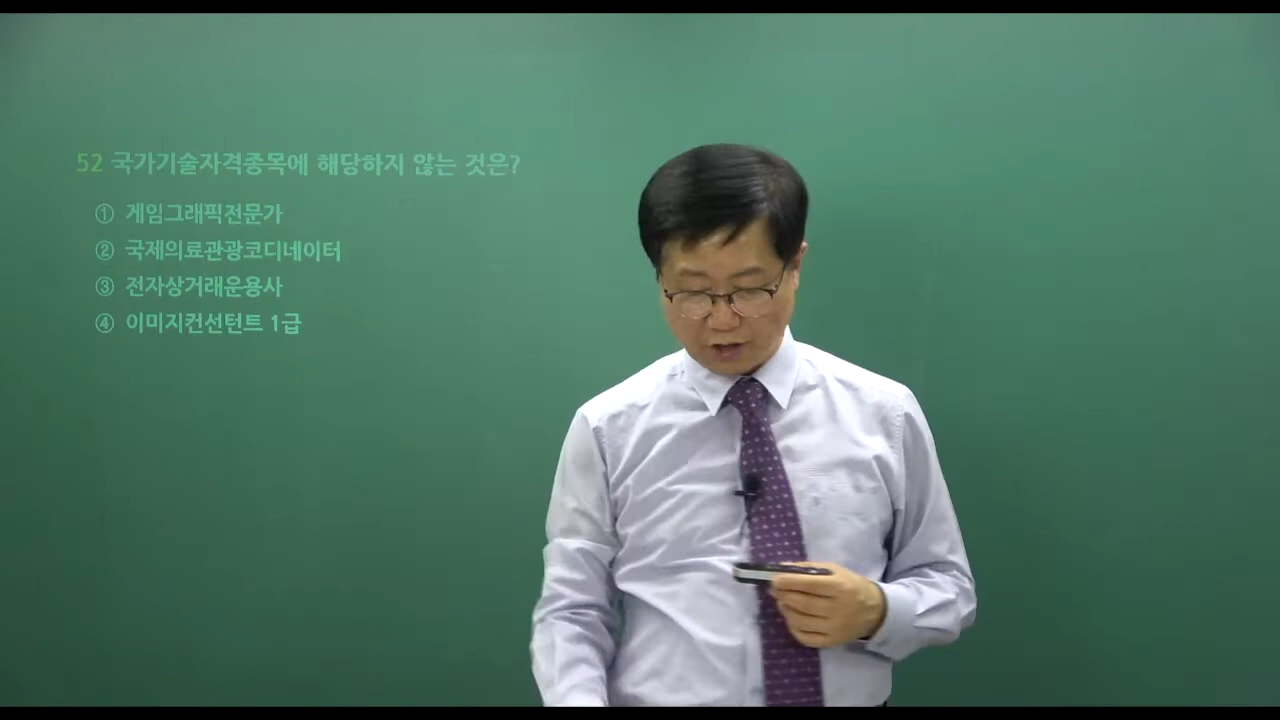 52 국가기술자격종목에 해당하지 않는 것은?
① 게임그래픽전문가
② 국제의료관광코디네이터
③ 전자상거래운용사
④ 이미지컨선턴트 1급